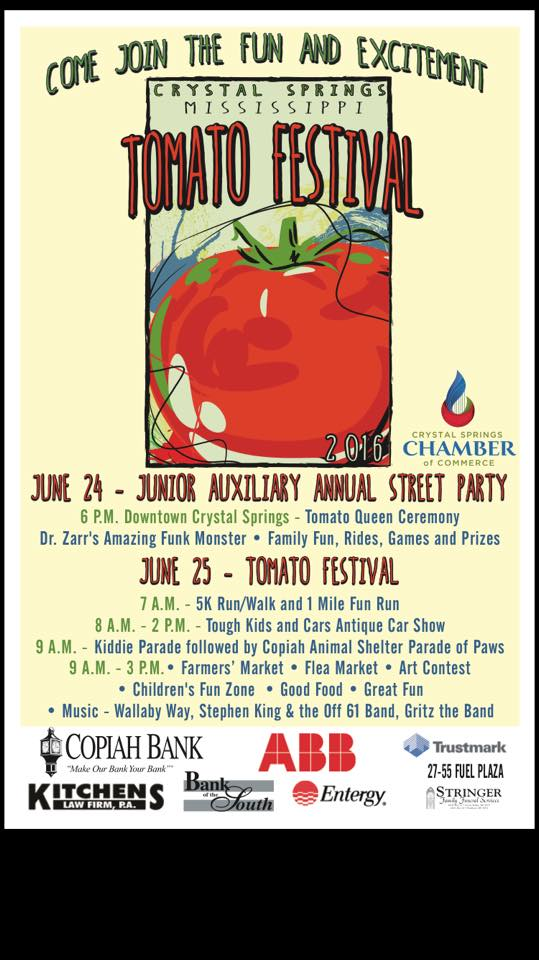 COME JOIN THE FUN AND EXCITEMENT
CRYSTAL SPRINGS
MISSISSIPPI
TOMATO FESTIVAL
2016
CRYSTAL SPRINGS
CHAMBER
of COMMERCE
JUNE 24 - JUNIOR AUXILIARY ANNUAL STREET PARTY
6 P.M. Downtown Crystal Springs - Tomato Queen Ceremony
Dr. Zarr's Amazing Funk Monster • Family Fun, Rides, Games and Prizes
JUNE 25 - TOMATO FESTIVAL
7 A.M. - 5K Run/Walk and 1 Mile Fun Run
8 A.M. - 2 P.M. - Tough Kids and Cars Antique Car Show
9 A.M. - Kiddie Parade followed by Copiah Animal Shelter Parade of Paws
9 A.M. - 3 P.M. • Farmers' Market • Flea Market • Art Contest
• Children's Fun Zone • Good Food • Great Fun
• Music - Wallaby Way, Stephen King & the Off 61 Band, Gritz the Band
COPIAH BANK
"Make Our Bank Your Bank"
ABB
Trustmark
27-55 FUEL PLAZA
KITCHENS
LAW FIRM, P.A.
Bank
of the
South
Entergy
STRINGER
Family Funeral Services